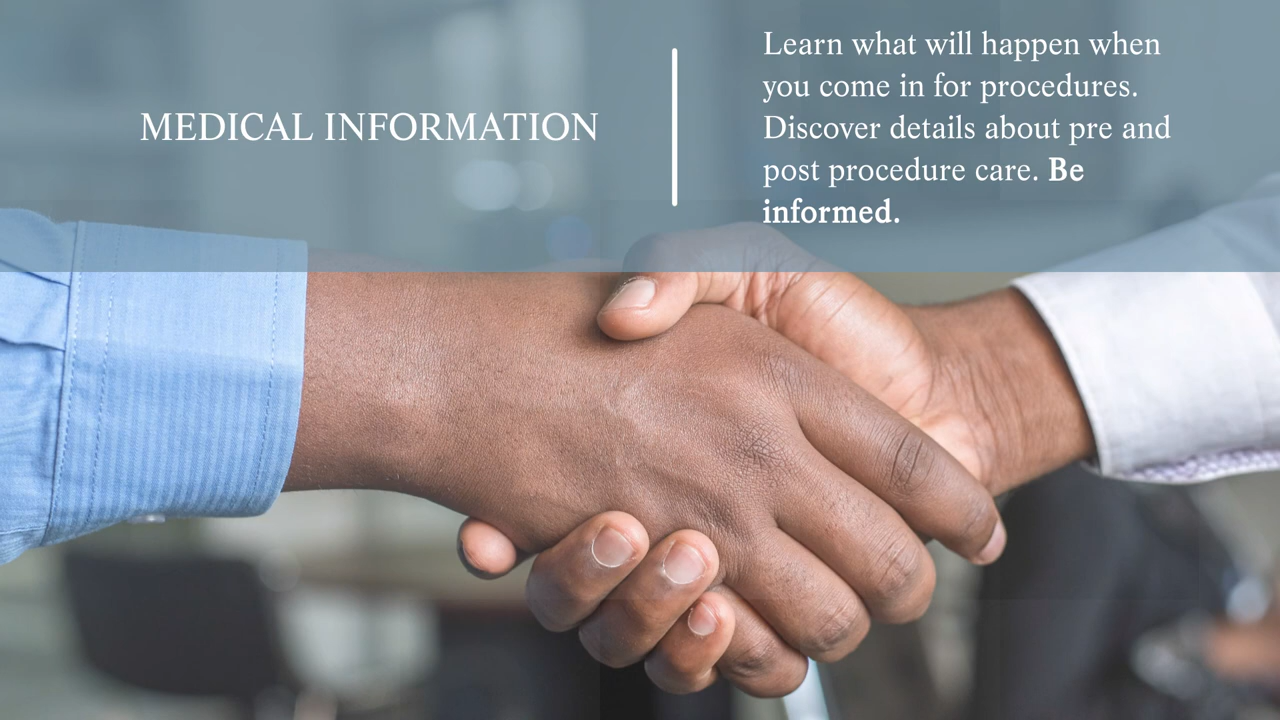 MEDICAL INFORMATION
Learn what will happen when
you come in for procedures.
Discover details about pre and
post procedure care. Be
informed.